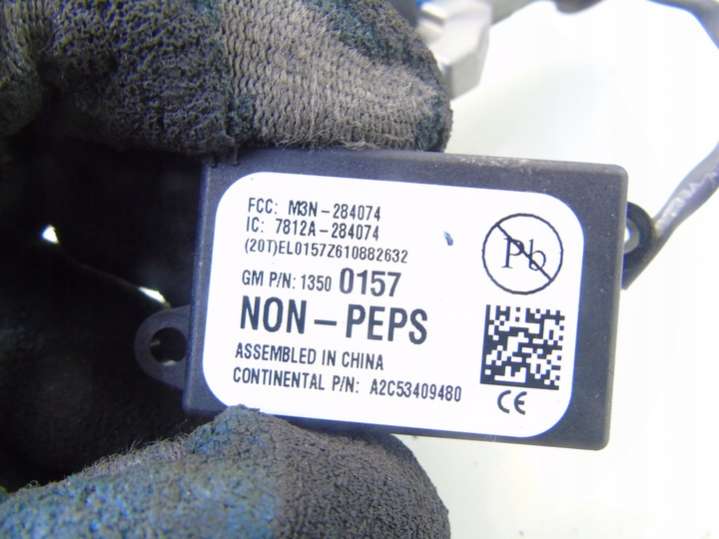 FCC: M3N-284074
IC: 7812A-284074
(20T)EL0157Z610882632
GM P/N: 1350 0157
NON-PEPS
ASSEMBLED IN CHINA
CONTINENTAL P/N: A2C53409480
Pb
CE